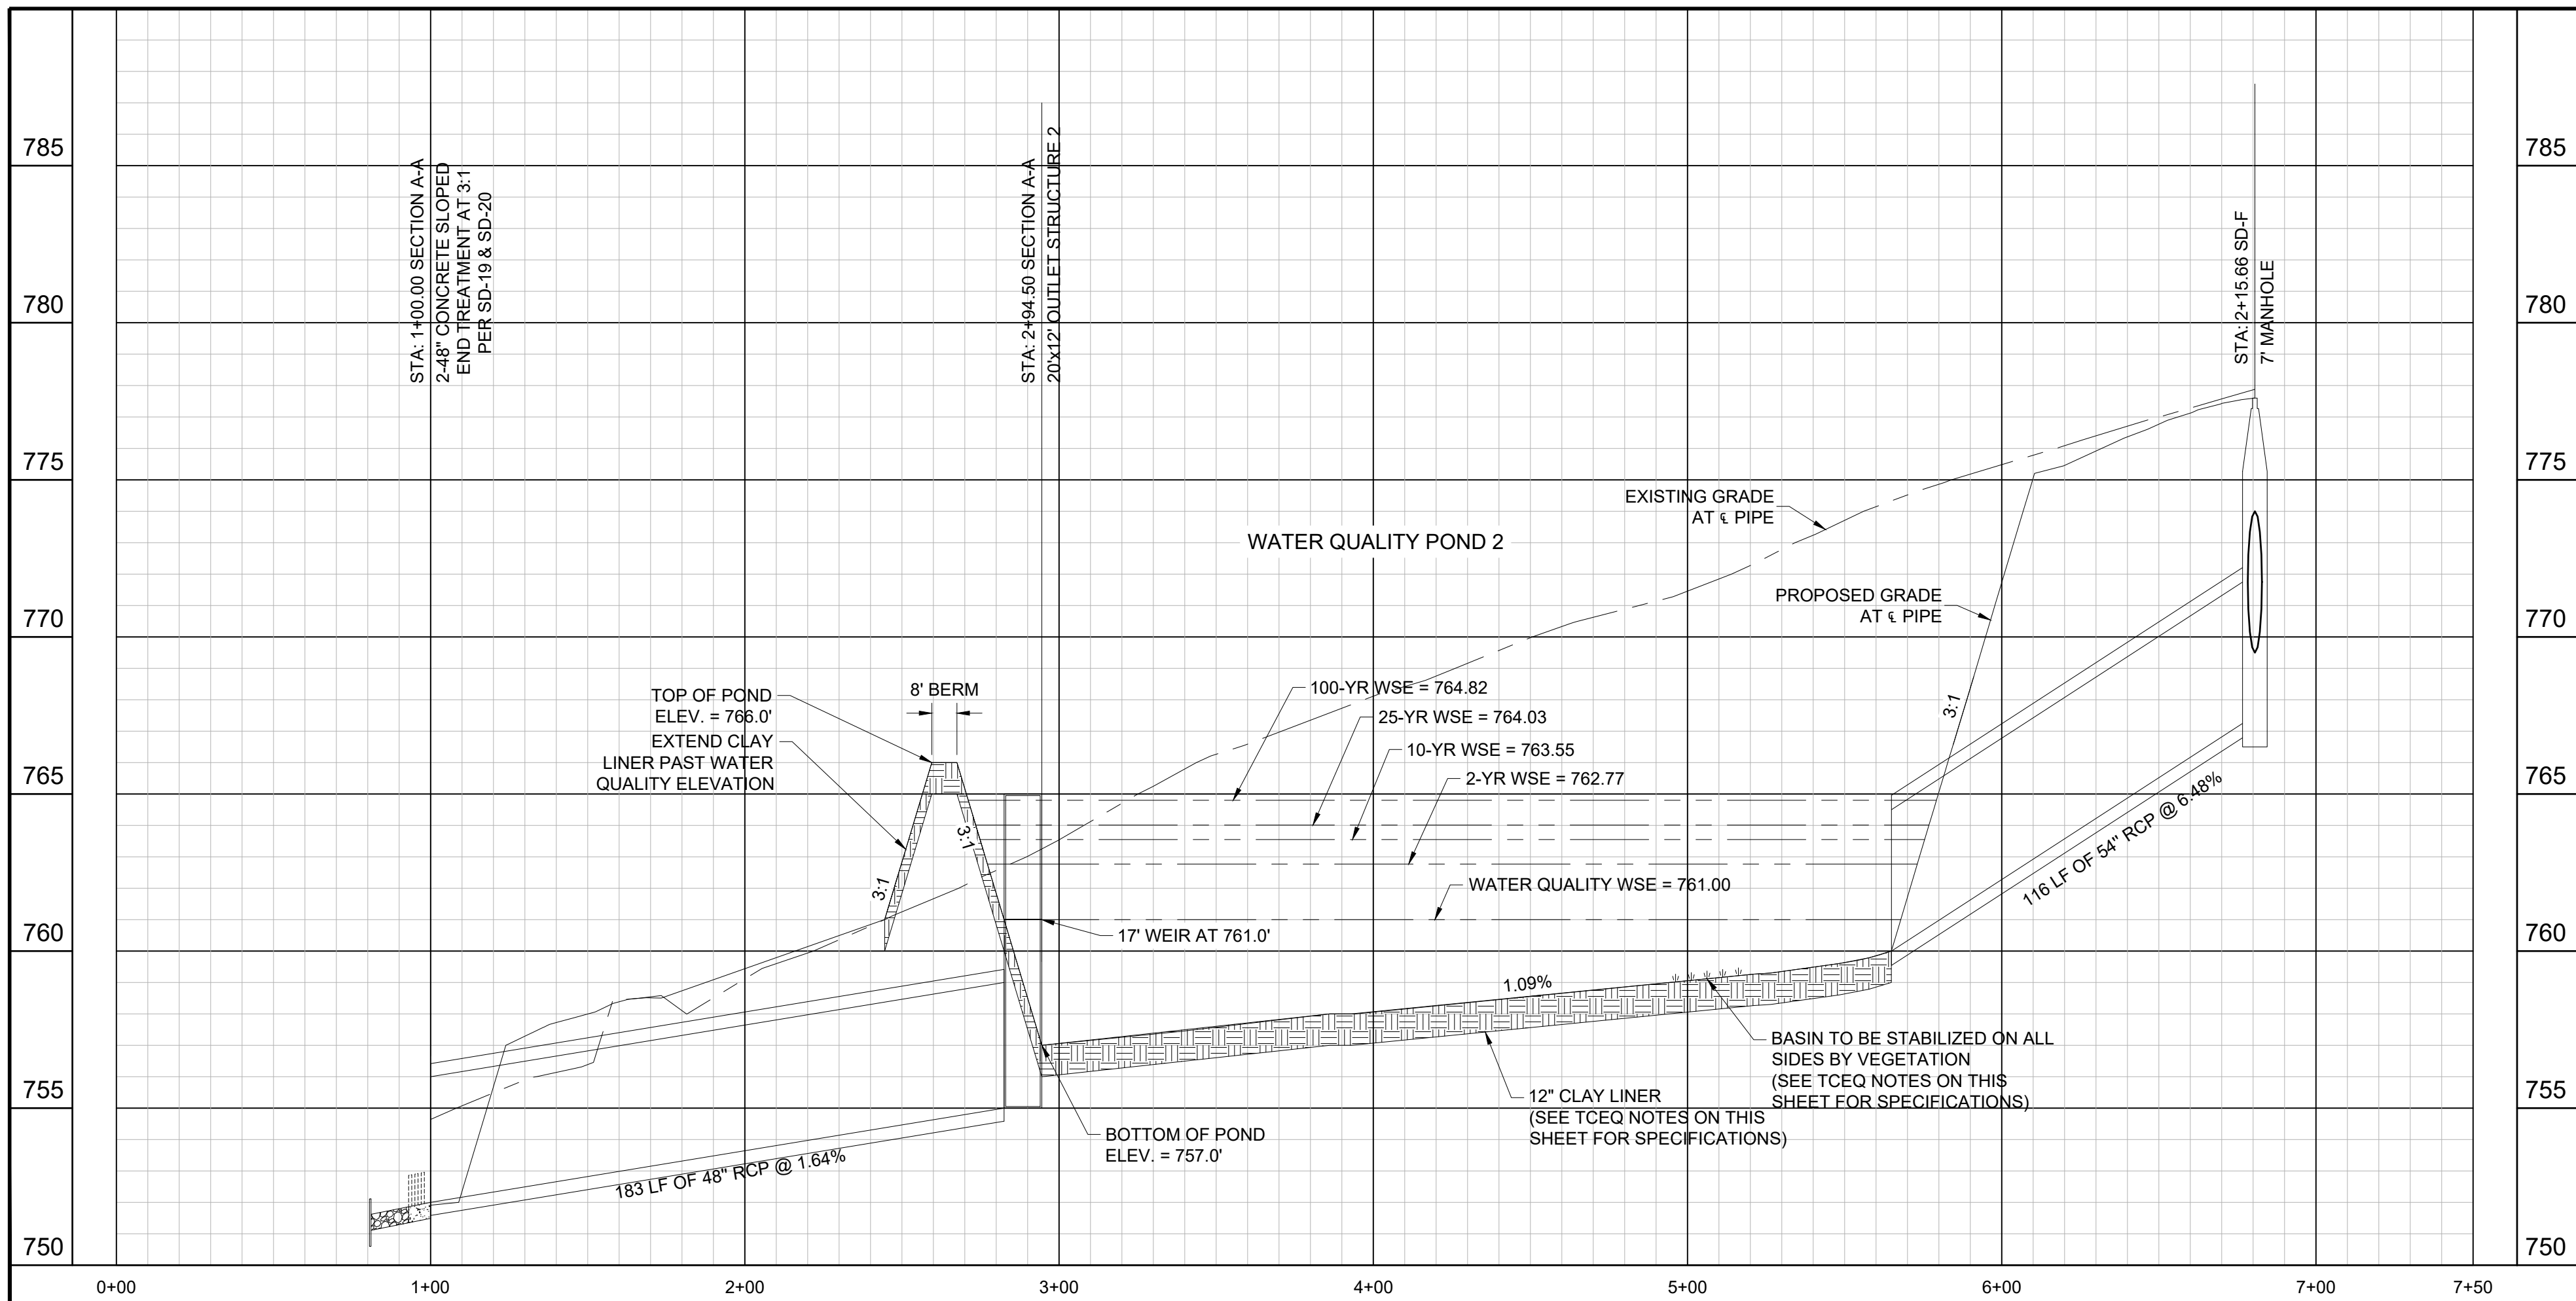 785
785
STA: 1+00.00 SECTION A-A
2-48" CONCRETE SLOPED
END TREATMENT AT 3:1
PER SD-19 & SD-20
STA: 2+94.50 SECTION A-A
20'x12' OUTLET STRUCTURE 2
STA: 2+15.66 SD-F
7' MANHOLE
780
780
775
775
EXISTING GRADE
AT ℄ PIPE
WATER QUALITY POND 2
PROPOSED GRADE
AT ℄ PIPE
770
770
TOP OF POND
ELEV. = 766.0'
8' BERM
EXTEND CLAY
LINER PAST WATER
QUALITY ELEVATION
100-YR WSE = 764.82
25-YR WSE = 764.03
10-YR WSE = 763.55
2-YR WSE = 762.77
3:1
765
765
3:1
3:1
WATER QUALITY WSE = 761.00
116 LF OF 54" RCP @ 6.48%
17' WEIR AT 761.0'
760
760
1.09%
BASIN TO BE STABILIZED ON ALL
SIDES BY VEGETATION
(SEE TCEQ NOTES ON THIS
SHEET FOR SPECIFICATIONS)
755
755
12" CLAY LINER
(SEE TCEQ NOTES ON THIS
SHEET FOR SPECIFICATIONS)
BOTTOM OF POND
ELEV. = 757.0'
183 LF OF 48" RCP @ 1.64%
750
750
0+00
1+00
2+00
3+00
4+00
5+00
6+00
7+00
7+50